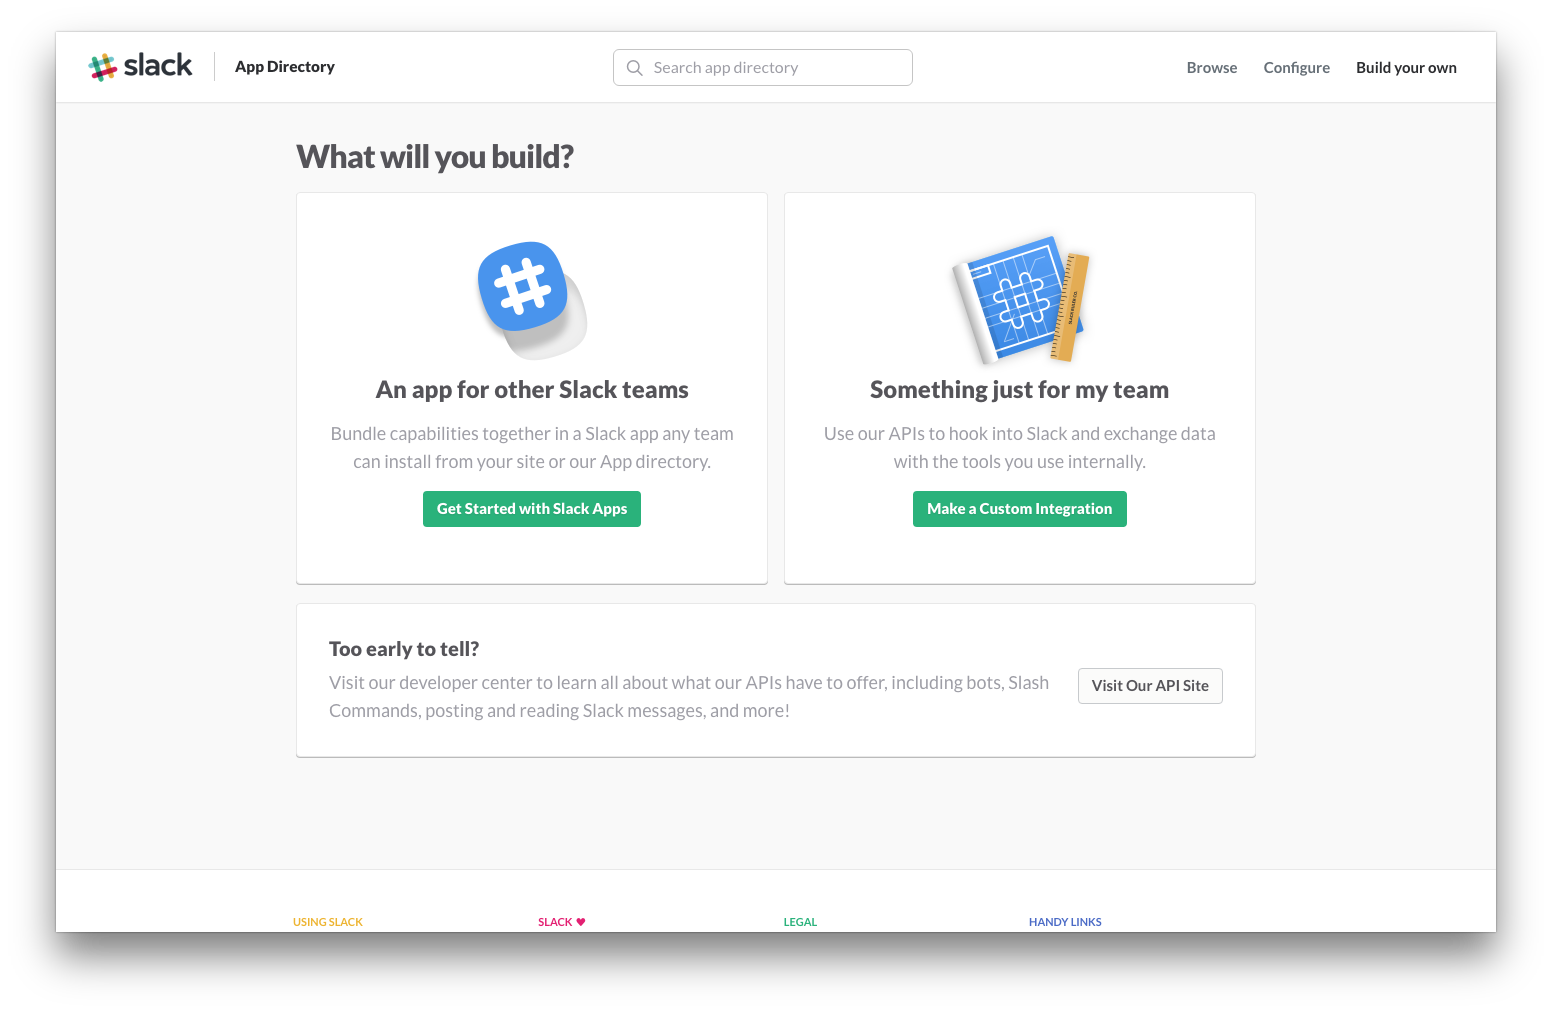 slack
App Directory
Search app directory
Browse
Configure
Build your own
What will you build?
An app for other Slack teams
Bundle capabilities together in a Slack app any team
can install from your site or our App directory.
Get Started with Slack Apps
Something just for my team
Use our APIs to hook into Slack and exchange data
with the tools you use internally.
Make a Custom Integration
Too early to tell?
Visit our developer center to learn all about what our APIs have to offer, including bots, Slash
Commands, posting and reading Slack messages, and more!
Visit Our API Site
USING SLACK
SLACK ♥
LEGAL
HANDY LINKS